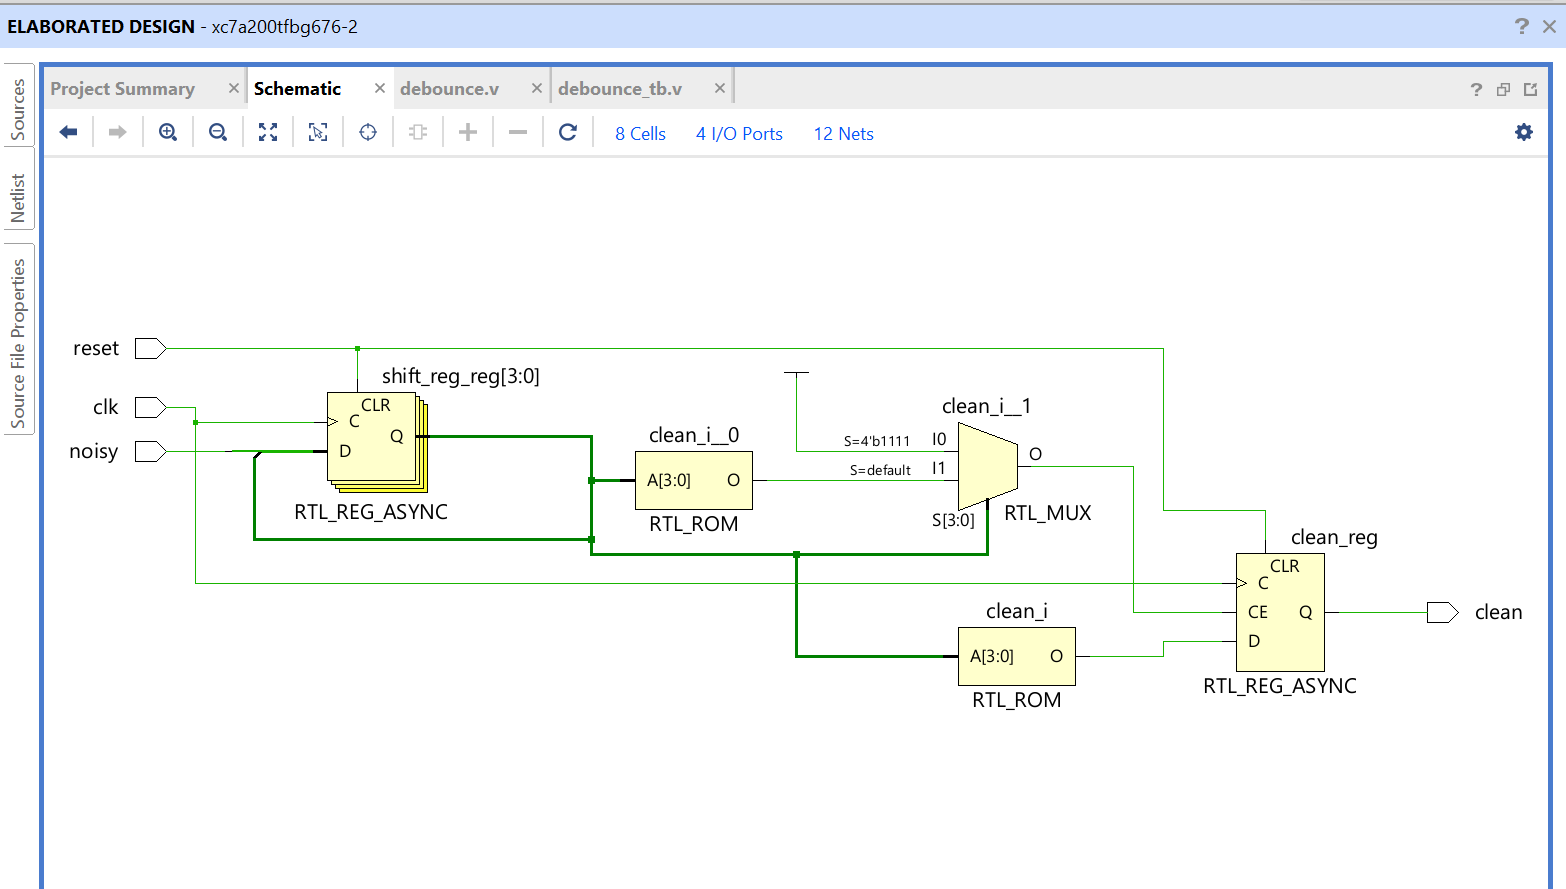 ELABORATED DESIGN - xc7a200tfbg676-2
Sources
Netlist
Source File Properties
Project Summary
Schematic
debounce.v
debounce_tb.v
8 Cells
4 I/O Ports
12 Nets
reset
clk
noisy
shift_reg_reg[3:0]
CLR
C
D
Q
RTL_REG_ASYNC
clean_i__0
A[3:0]
O
RTL_ROM
clean_i__1
S=4'b1111
I0
S=default
I1
O
S[3:0]
RTL_MUX
clean_i
A[3:0]
O
RTL_ROM
clean_reg
CLR
C
CE
D
Q
RTL_REG_ASYNC
clean